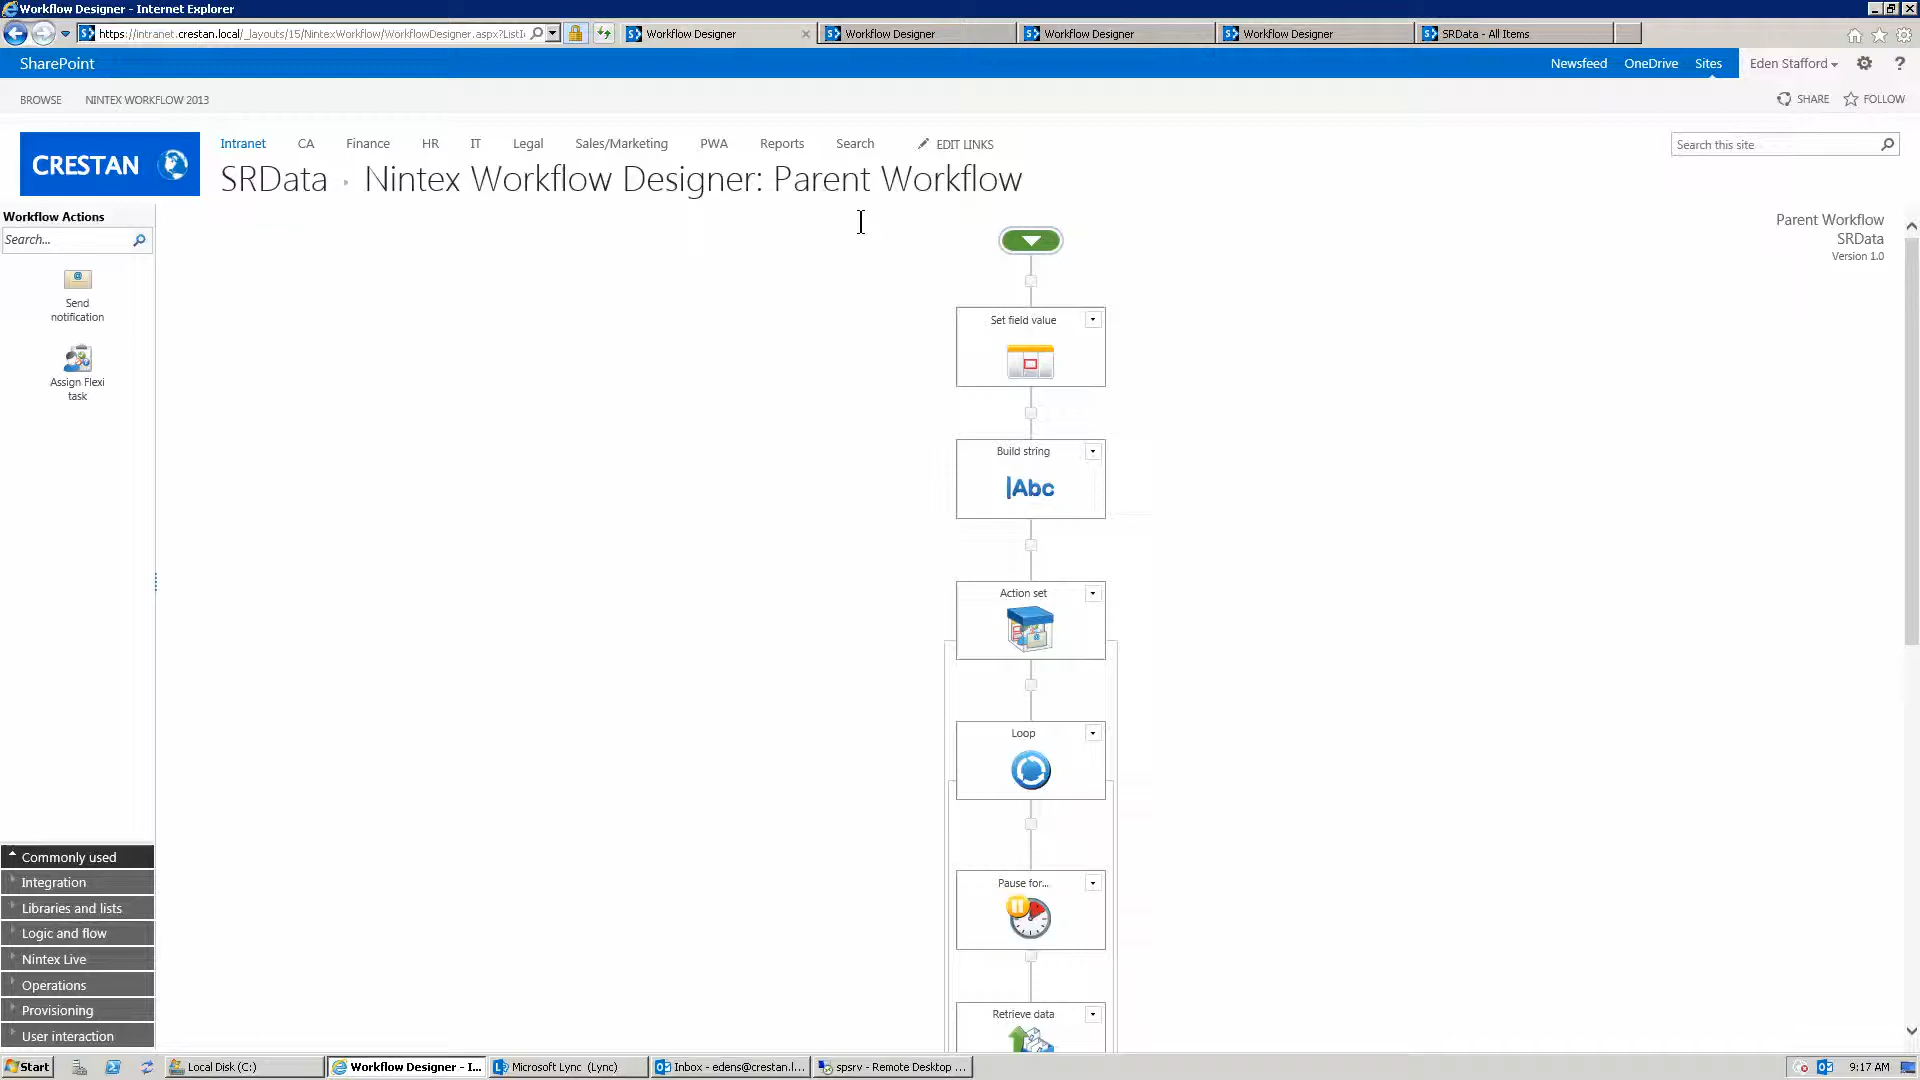 Workflow Designer - Internet Explorer
https://intranet.crestan.local/_layouts/15/NintexWorkflow/WorkflowDesigner.aspx?ListI
Workflow Designer
Workflow Designer
Workflow Designer
Workflow Designer
SRData - All Items
SharePoint
Newsfeed
OneDrive
Sites
Eden Stafford
?
BROWSE
NINTEX WORKFLOW 2013
SHARE
FOLLOW
CRESTAN
Intranet
CA
Finance
HR
IT
Legal
Sales/Marketing
PWA
Reports
Search
EDIT LINKS
Search this site
SRData
Nintex Workflow Designer: Parent Workflow
Workflow Actions
Search...
Send
notification
Assign Flexi
task
Parent Workflow
SRData
Version 1.0
Set field value
Build string
Abc
Action set
Loop
Pause for...
Retrieve data
Commonly used
Integration
Libraries and lists
Logic and flow
Nintex Live
Operations
Provisioning
User interaction
Start
Local Disk (C:)
Workflow Designer - I...
Microsoft Lync (Lync)
Inbox - edens@crestan.l...
spsrv - Remote Desktop ...
9:17 AM